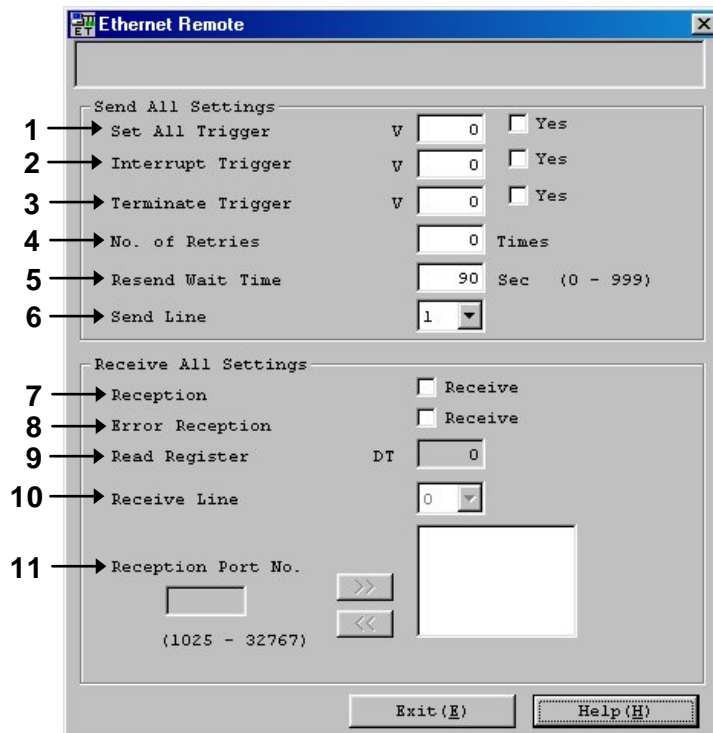 Ethernet Remote
Send All Settings
1 Set All Trigger V 0 Yes
2 Interrupt Trigger V 0 Yes
3 Terminate Trigger V 0 Yes
4 No. of Retries 0 Times
5 Resend Wait Time 90 Sec (0 - 999)
6 Send Line 1
Receive All Settings
7 Reception Receive
8 Error Reception Receive
9 Read Register DT 0
10 Receive Line 0
11 Reception Port No.
>>
<<
(1025 - 32767)
Exit(E) Help(H)